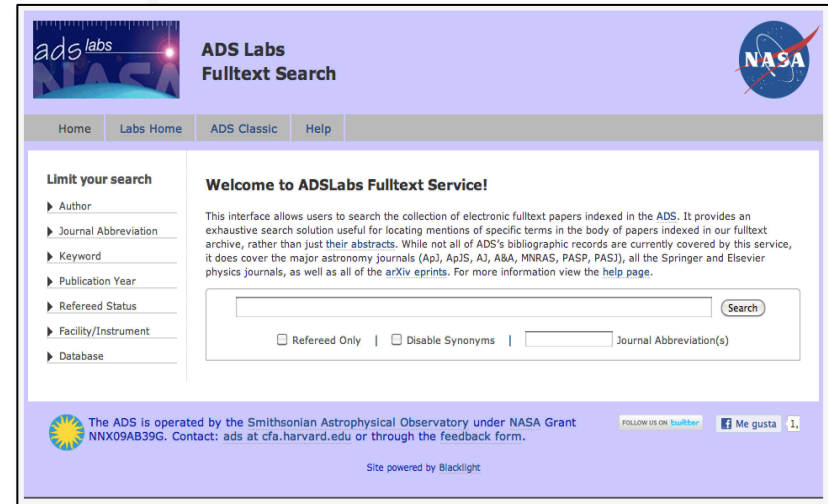 ads labs
NASA
ADS Labs
Fulltext Search
NASA
Home
Labs Home
ADS Classic
Help
Limit your search
Author
Journal Abbreviation
Keyword
Publication Year
Refereed Status
Facility/Instrument
Database
Welcome to ADSLabs Fulltext Service!
This interface allows users to search the collection of electronic fulltext papers indexed in the ADS. It provides an
exhaustive search solution useful for locating mentions of specific terms in the body of papers indexed in our fulltext
archive, rather than just their abstracts. While not all of ADS's bibliographic records are currently covered by this service,
it does cover the major astronomy journals (ApJ, ApJS, AJ, A&A, MNRAS, PASP, PASJ), all the Springer and Elsevier
physics journals, as well as all of the arXiv eprints. For more information view the help page.
Search
Refereed Only | Disable Synonyms | Journal Abbreviation(s)
The ADS is operated by the Smithsonian Astrophysical Observatory under NASA Grant
NNX09AB39G. Contact: ads at cfa.harvard.edu or through the feedback form.
FOLLOW US ON twitter
Me gusta
1,
Site powered by Blacklight